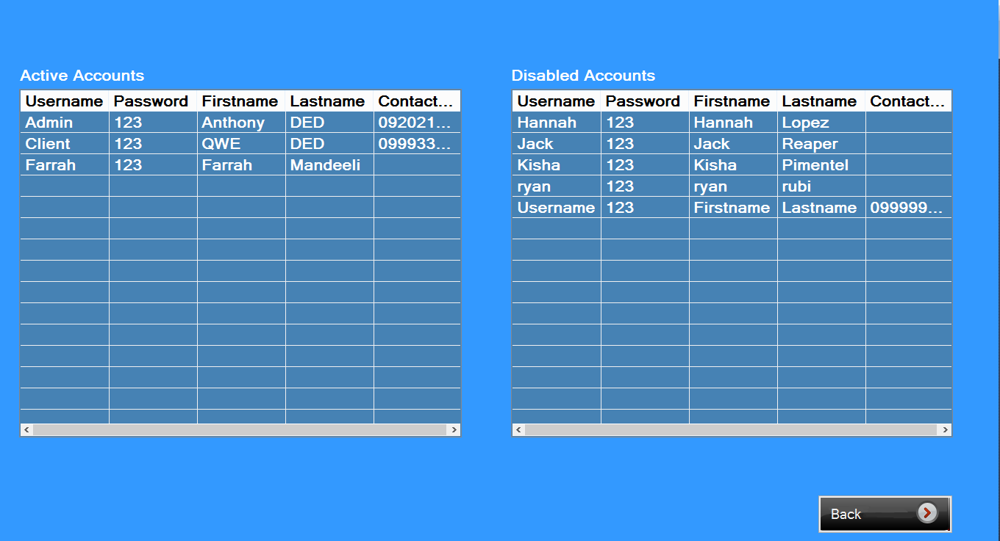 Active Accounts
Username Password Firstname Lastname Contact...
Admin 123 Anthony DED 092021...
Client 123 QWE DED 099933...
Farrah 123 Farrah Mandeeli
Disabled Accounts
Username Password Firstname Lastname Contact...
Hannah 123 Hannah Lopez
Jack 123 Jack Reaper
Kisha 123 Kisha Pimentel
ryan 123 ryan rubi
Username 123 Firstname Lastname 099999...
Back